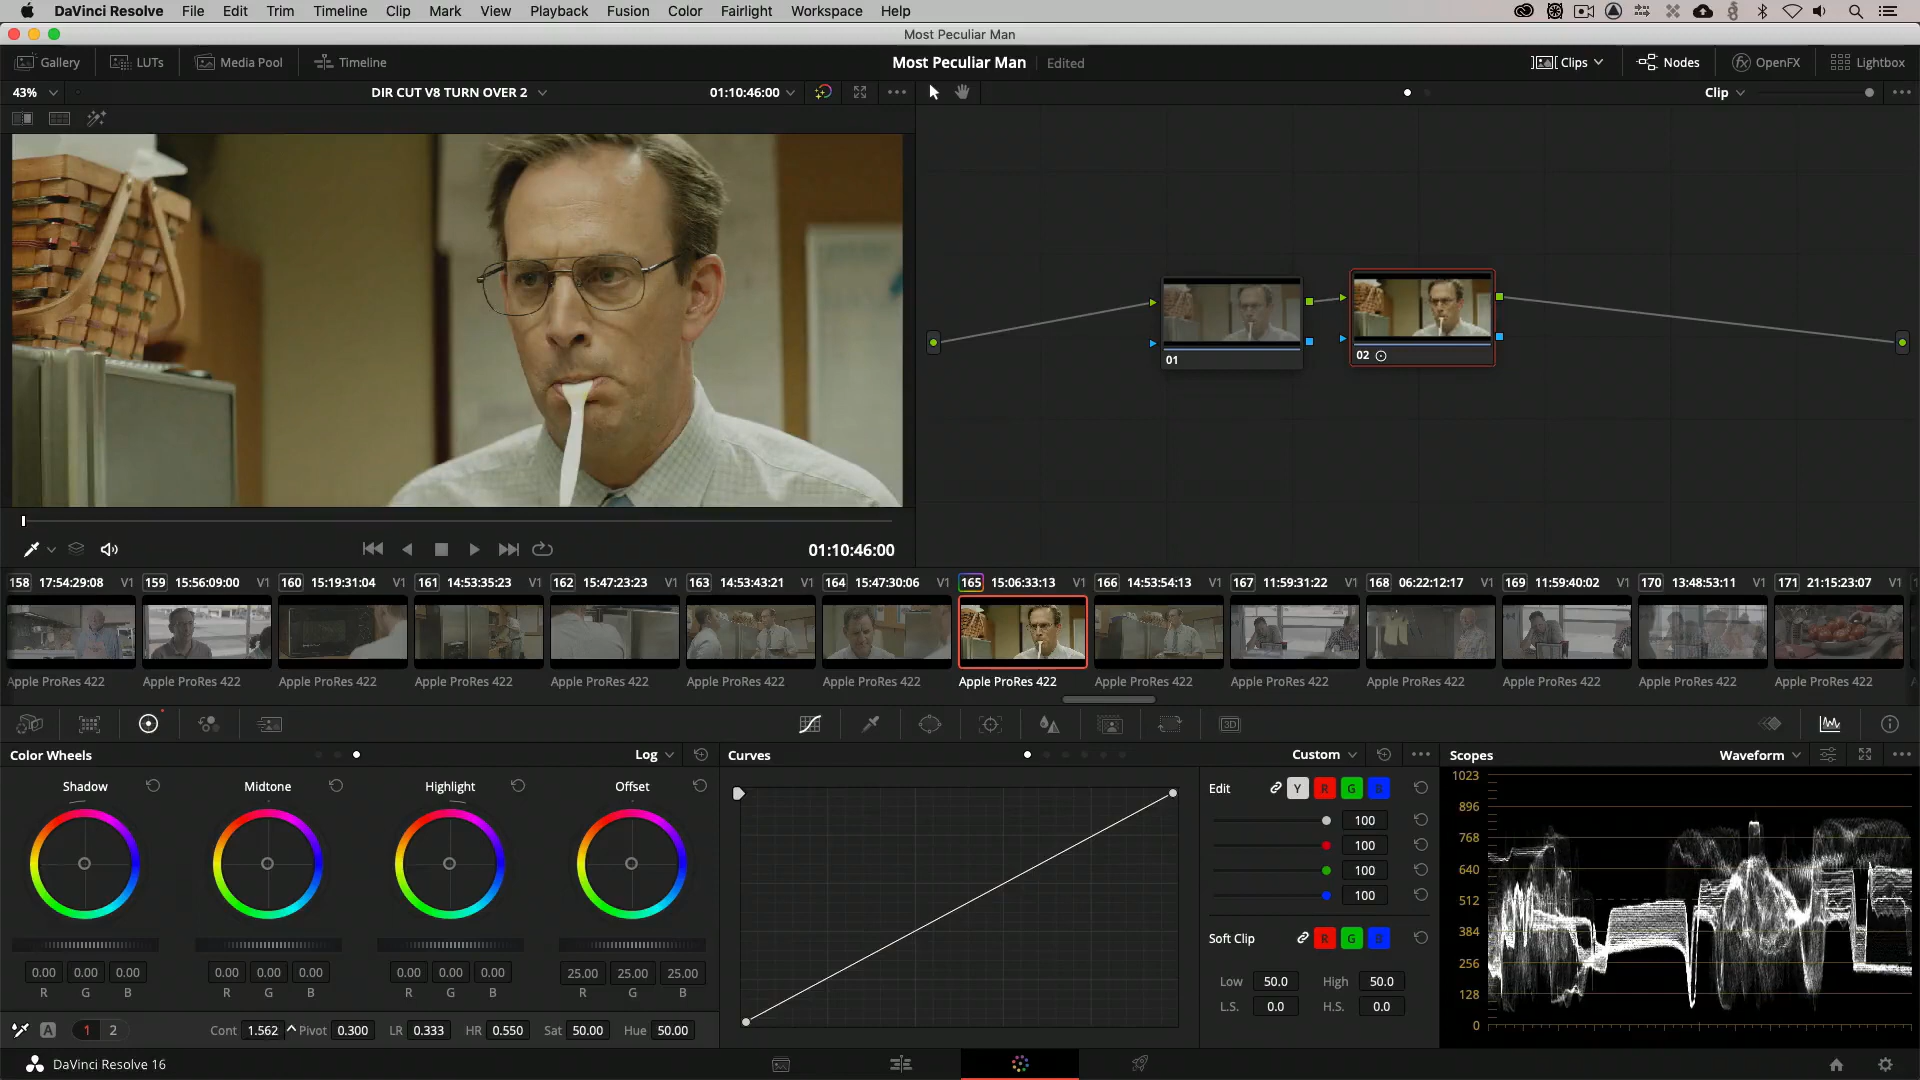 DaVinci Resolve File Edit Trim Timeline Clip Mark View Playback Fusion Color Fairlight Workspace Help
Most Peculiar Man
Gallery LUTs Media Pool Timeline Most Peculiar Man Edited Clips Nodes OpenFX Lightbox
43% DIR CUT V8 TURN OVER 2 01:10:46:00 Clip
01
02
01:10:46:00
158 17:54:29:08 V1 159 15:56:09:00 V1 160 15:19:31:04 V1 161 14:53:35:23 V1 162 15:47:23:23 V1 163 14:53:43:21 V1 164 15:47:30:06 V1 165 15:06:33:13 V1 166 14:53:54:13 V1 167 11:59:31:22 V1 168 06:22:12:17 V1 169 11:59:40:02 V1 170 13:48:53:11 V1 171 21:15:23:07 V1
Apple ProRes 422 Apple ProRes 422 Apple ProRes 422 Apple ProRes 422 Apple ProRes 422 Apple ProRes 422 Apple ProRes 422 Apple ProRes 422 Apple ProRes 422 Apple ProRes 422 Apple ProRes 422 Apple ProRes 422 Apple ProRes 422 Apple ProRes 422
3D
Color Wheels Log Curves Custom Scopes Waveform
Shadow Midtone Highlight Offset
0.00 0.00 0.00 0.00 0.00 0.00 0.00 0.00 0.00 25.00 25.00 25.00
R G B R G B R G B R G B
A 1 2 Cont 1.562 Pivot 0.300 LR 0.333 HR 0.550 Sat 50.00 Hue 50.00
Edit Y R G B
100
100
100
100
Soft Clip R G B
Low 50.0 High 50.0
L.S. 0.0 H.S. 0.0
1023
896
768
640
512
384
256
128
0
DaVinci Resolve 16